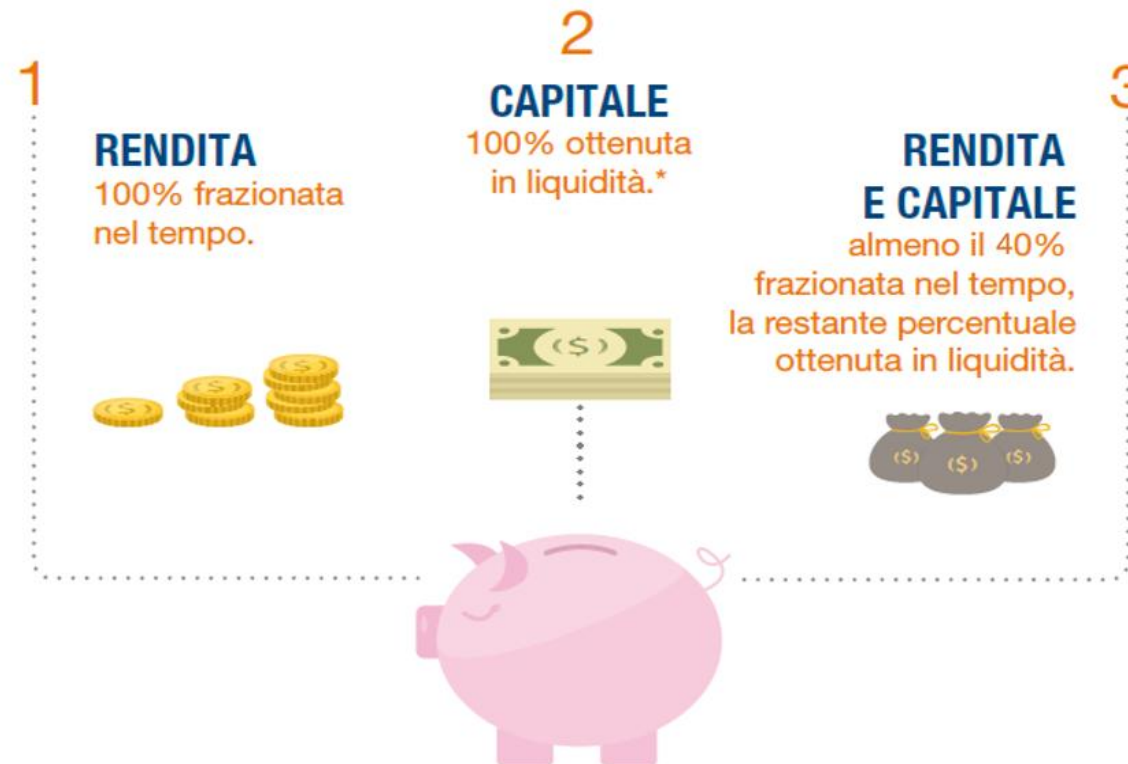 1
RENDITA
100% frazionata
nel tempo.
2
CAPITALE
100% ottenuta
in liquidità.*
3
RENDITA
E CAPITALE
almeno il 40%
frazionata nel tempo,
la restante percentuale
ottenuta in liquidità.
($)
($)
($)
($)
($)
($)
($)